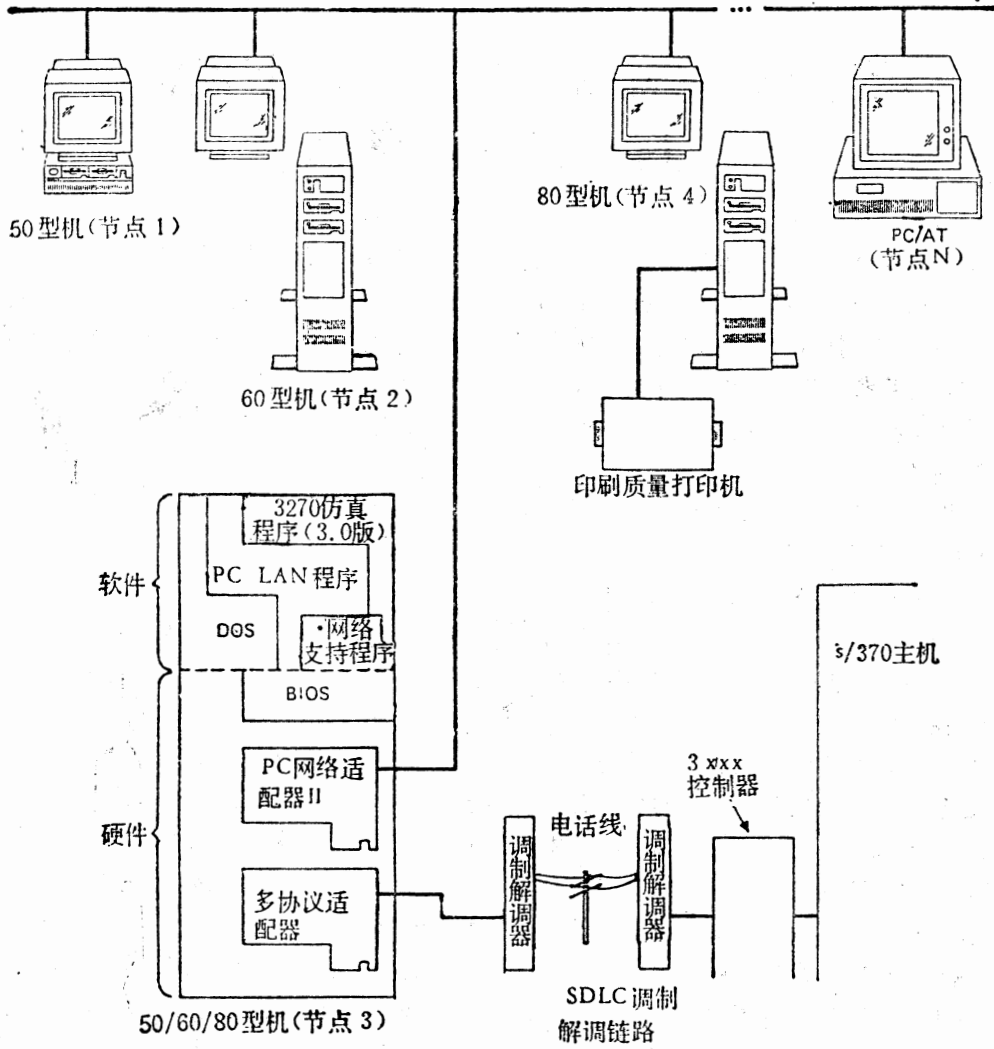 ...
50型机(节点1)
80型机(节点4)
PC/AT
(节点N)
60型机(节点2)
印刷质量打印机
软件
3270仿真
程序(3.0版)
PC LAN程序
DOS
·网络
支持程序
BIOS
s/370主机
硬件
PC网络适
配器II
3xxx
控制器
电话线
调制解调器
调制解调器
多协议适
配器
SDLC调制
解调链路
50/60/80型机(节点3)